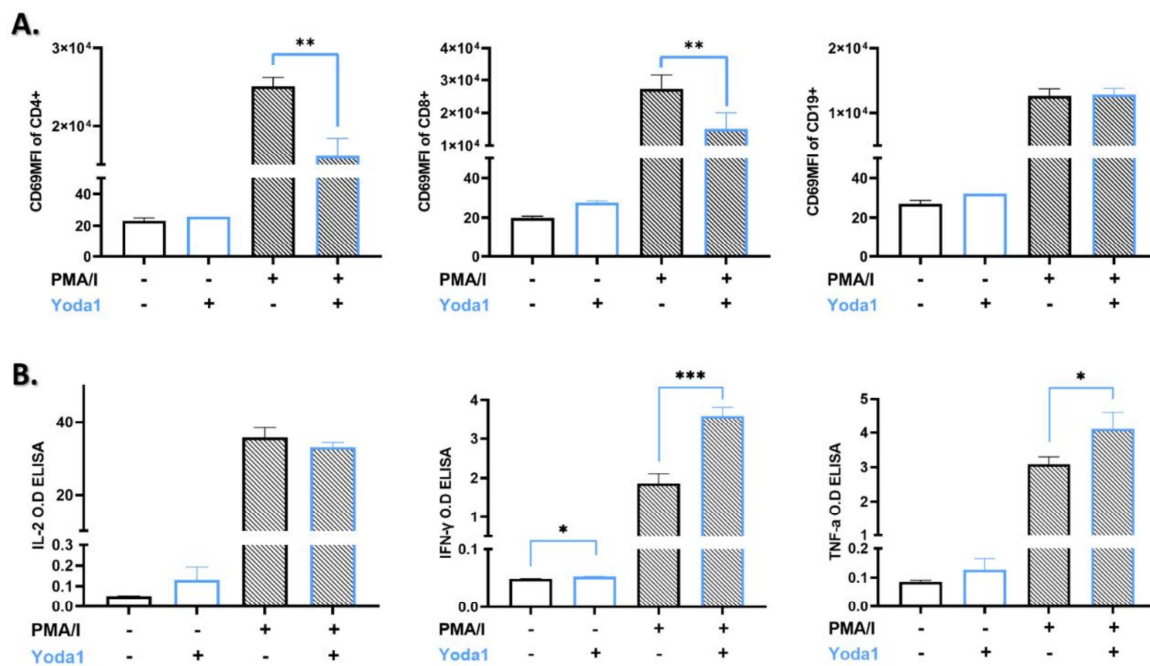 A.
CD69MFI of CD4+
3×10⁴
2×10⁴
40
20
0
**
PMA/I - - + +
Yoda1 - + - +
CD69MFI of CD8+
4×10⁴
3×10⁴
2×10⁴
1×10⁴
40
20
0
**
PMA/I - - + +
Yoda1 - + - +
CD69MFI of CD19+
2×10⁴
1×10⁴
40
20
0
PMA/I - - + +
Yoda1 - + - +
B.
IL-2 O.D ELISA
40
30
0.3
0.2
0.1
0.0
PMA/I - - + +
Yoda1 - + - +
IFN-γ O.D ELISA
4
3
2
1
0.1
0.0
*
***
PMA/I - - + +
Yoda1 - + - +
TNF-a O.D ELISA
5
4
3
2
1
0.2
0.1
0.0
*
PMA/I - - + +
Yoda1 - + - +